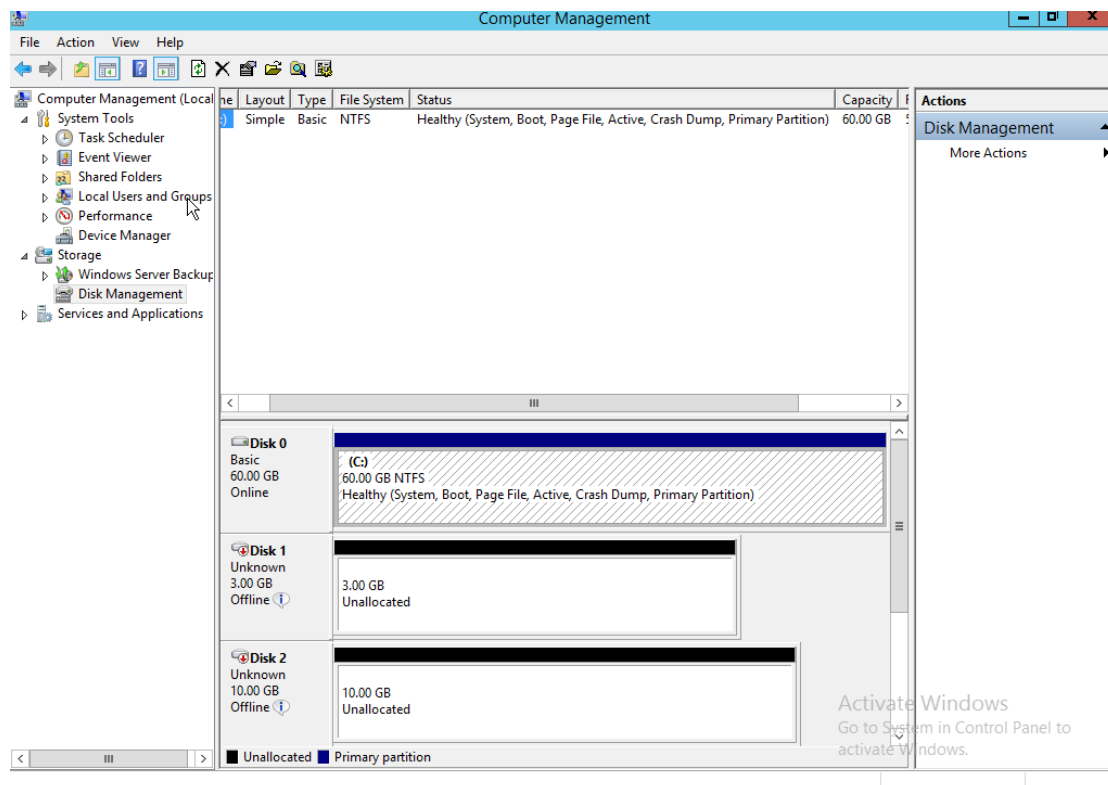 Computer Management
File Action View Help
Computer Management (Local
System Tools
Task Scheduler
Event Viewer
Shared Folders
Local Users and Groups
Performance
Device Manager
Storage
Windows Server Backup
Disk Management
Services and Applications
Layout Type File System Status Capacity
Simple Basic NTFS Healthy (System, Boot, Page File, Active, Crash Dump, Primary Partition) 60.00 GB
Disk 0
Basic
60.00 GB
Online
(C:)
60.00 GB NTFS
Healthy (System, Boot, Page File, Active, Crash Dump, Primary Partition)
Disk 1
Unknown
3.00 GB
Offline
3.00 GB
Unallocated
Disk 2
Unknown
10.00 GB
Offline
10.00 GB
Unallocated
Unallocated Primary partition
Actions
Disk Management
More Actions
Activate Windows
Go to System in Control Panel to
activate Windows.